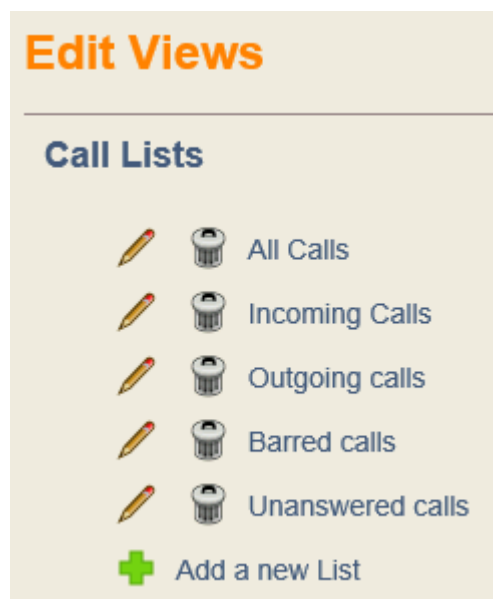 Edit Views
Call Lists
All Calls
Incoming Calls
Outgoing calls
Barred calls
Unanswered calls
Add a new List